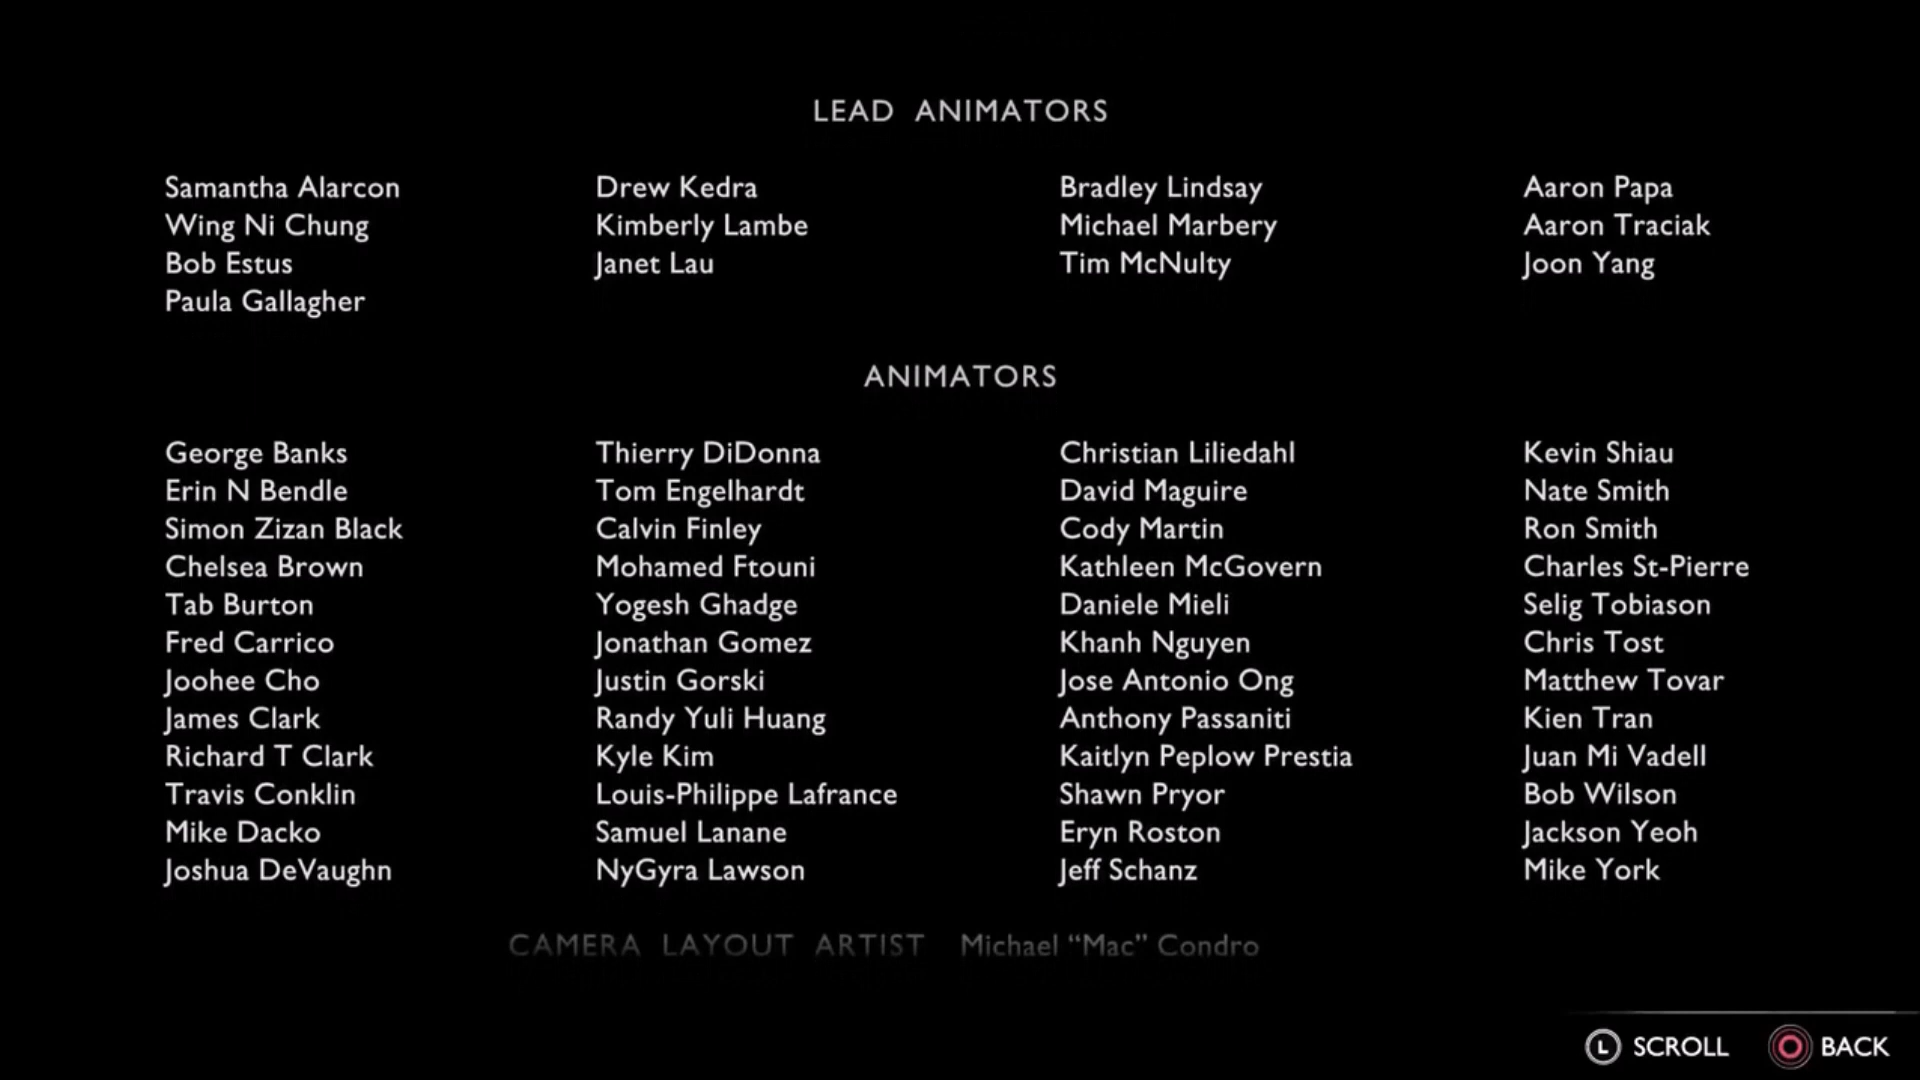 LEAD ANIMATORS
Samantha Alarcon
Wing Ni Chung
Bob Estus
Paula Gallagher
Drew Kedra
Kimberly Lambe
Janet Lau
Bradley Lindsay
Michael Marbery
Tim McNulty
Aaron Papa
Aaron Traciak
Joon Yang
ANIMATORS
George Banks
Erin N Bendle
Simon Zizan Black
Chelsea Brown
Tab Burton
Fred Carrico
Joohee Cho
James Clark
Richard T Clark
Travis Conklin
Mike Dacko
Joshua DeVaughn
Thierry DiDonna
Tom Engelhardt
Calvin Finley
Mohamed Ftouni
Yogesh Ghadge
Jonathan Gomez
Justin Gorski
Randy Yuli Huang
Kyle Kim
Louis-Philippe Lafrance
Samuel Lanane
NyGyra Lawson
Christian Liliedahl
David Maguire
Cody Martin
Kathleen McGovern
Daniele Mieli
Khanh Nguyen
Jose Antonio Ong
Anthony Passaniti
Kaitlyn Peplow Prestia
Shawn Pryor
Eryn Roston
Jeff Schanz
Kevin Shiau
Nate Smith
Ron Smith
Charles St-Pierre
Selig Tobiason
Chris Tost
Matthew Tovar
Kien Tran
Juan Mi Vadell
Bob Wilson
Jackson Yeoh
Mike York
CAMERA LAYOUT ARTIST Michael “Mac” Condro
L SCROLL BACK